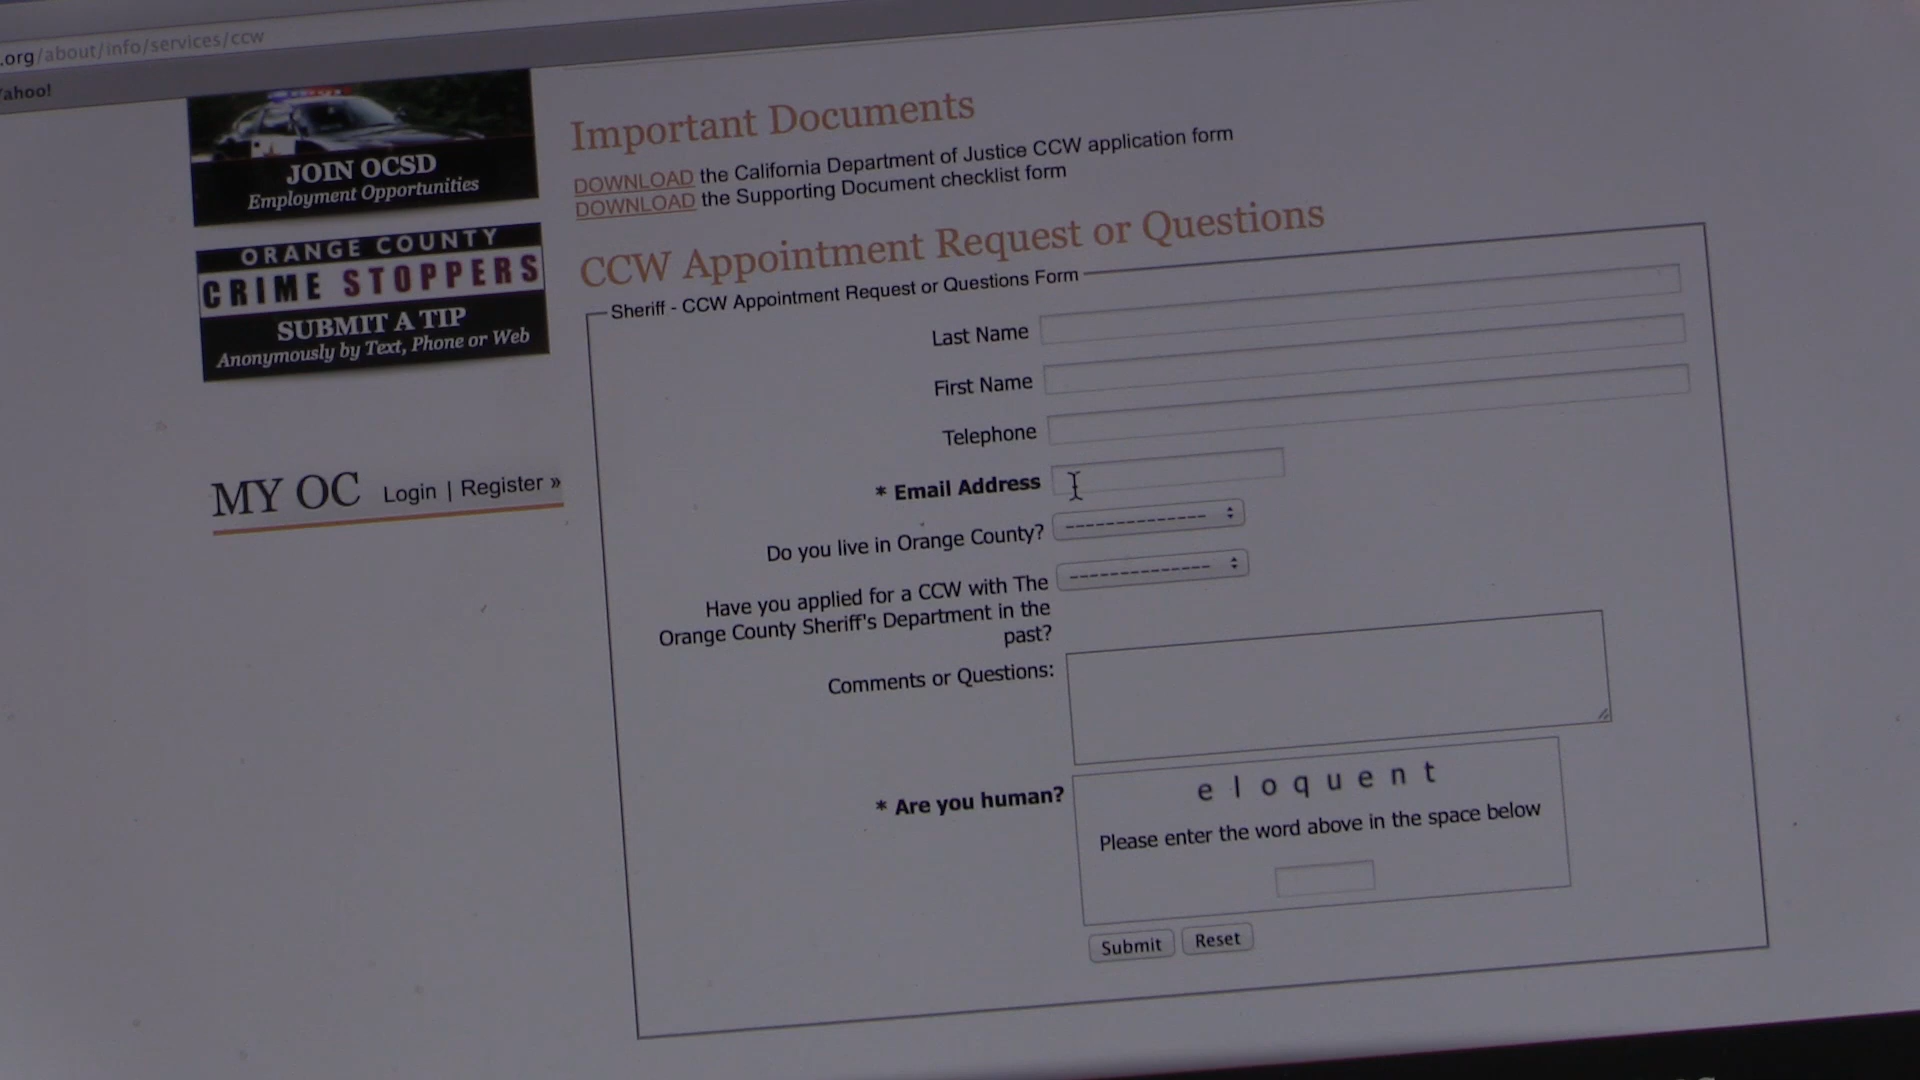 .org/about/info/services/ccw
Yahoo!
JOIN OCSD
Employment Opportunities
ORANGE COUNTY
CRIME STOPPERS
SUBMIT A TIP
Anonymously by Text, Phone or Web
MY OC Login | Register »
Important Documents
DOWNLOAD the California Department of Justice CCW application form
DOWNLOAD the Supporting Document checklist form
CCW Appointment Request or Questions
Sheriff - CCW Appointment Request or Questions Form
Last Name
First Name
Telephone
* Email Address
Do you live in Orange County? --------------
Have you applied for a CCW with The --------------
Orange County Sheriff's Department in the
past?
Comments or Questions:
* Are you human?
eloquent
Please enter the word above in the space below
Submit Reset